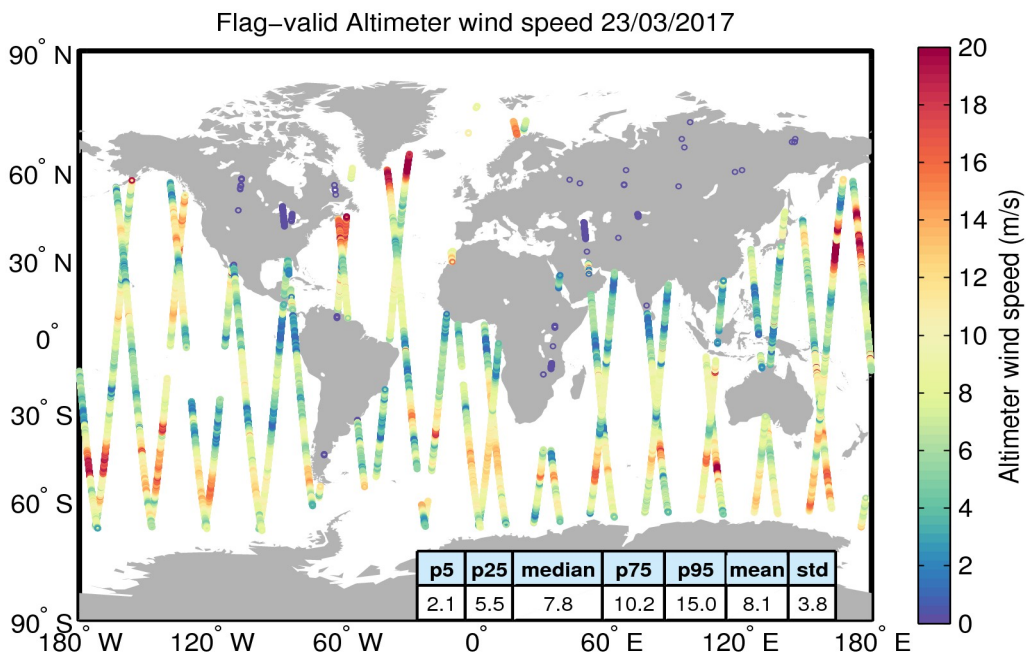 Flag−valid Altimeter wind speed 23/03/2017
90° N
60° N
30° N
0°
30° S
60° S
90° S
180° W
120° W
60° W
0°
60° E
120° E
180° E
p5 p25 median p75 p95 mean std
2.1 5.5 7.8 10.2 15.0 8.1 3.8
20
18
16
14
12
10
8
6
4
2
0
Altimeter wind speed (m/s)